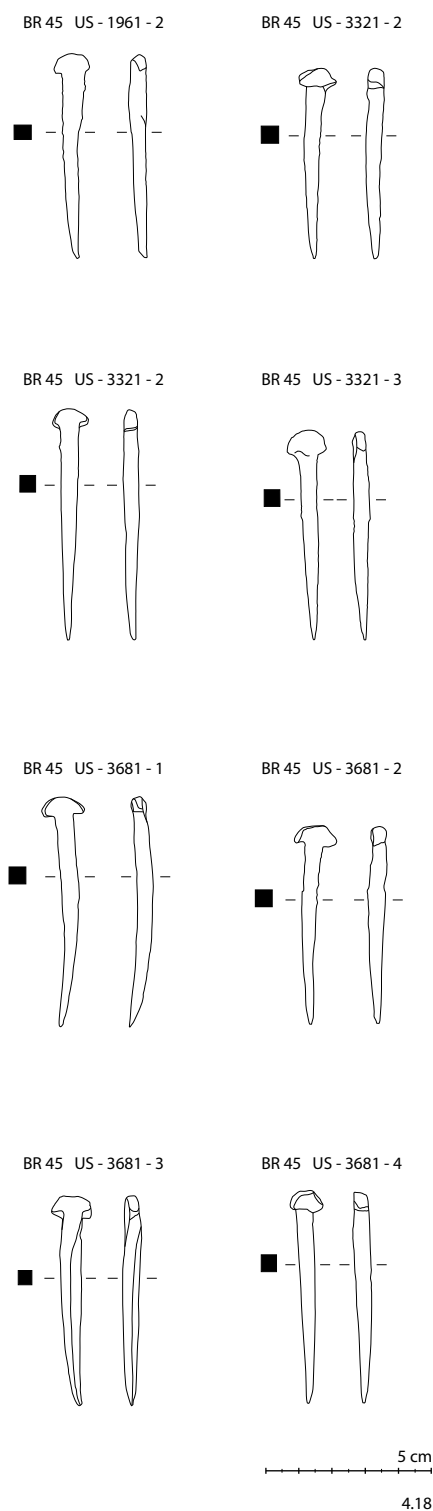 BR 45 US - 1961 - 2
BR 45 US - 3321 - 2
BR 45 US - 3321 - 2
BR 45 US - 3321 - 3
BR 45 US - 3681 - 1
BR 45 US - 3681 - 2
BR 45 US - 3681 - 3
BR 45 US - 3681 - 4
5 cm
4.18